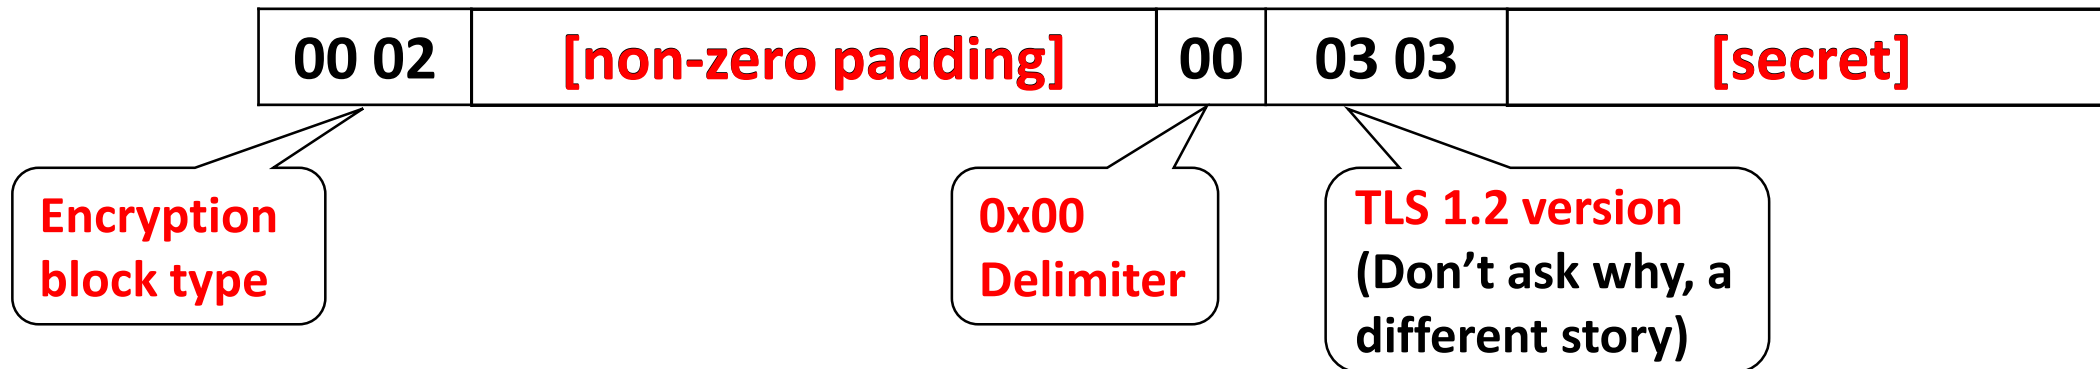 00 02 [non-zero padding] 00 03 03 [secret]
Encryption
block type
0x00
Delimiter
TLS 1.2 version
(Don’t ask why, a
different story)